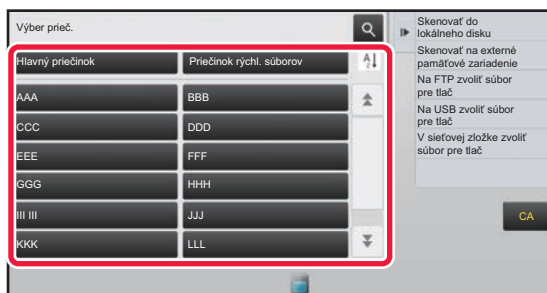 Výber prieč.
Hlavný priečinok
Priečinok rýchl. súborov
AAA
BBB
CCC
DDD
EEE
FFF
GGG
HHH
III III
JJJ
KKK
LLL
Skenovať do
lokálneho disku
Skenovať na externé
pamäťové zariadenie
Na FTP zvoliť súbor
pre tlač
Na USB zvoliť súbor
pre tlač
V sieťovej zložke zvoliť
súbor pre tlač
CA